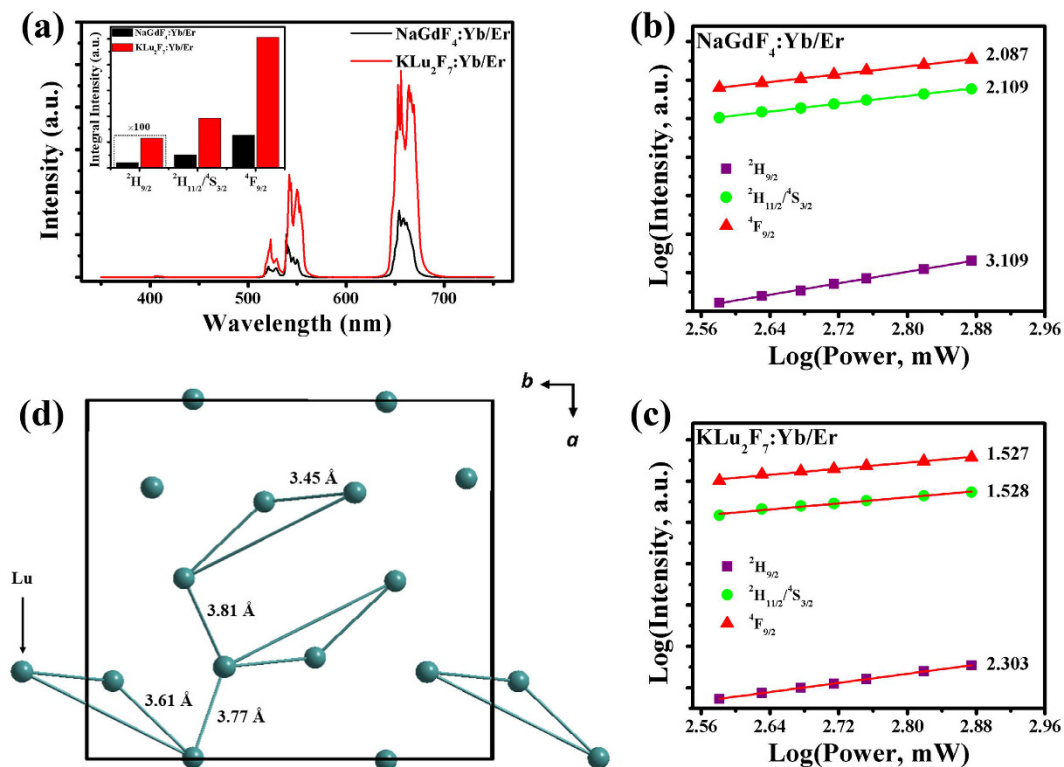 (a)
NaGdF₄:Yb/Er
KLu₂F₇:Yb/Er
NaGdF₄:Yb/Er
KLu₂F₇:Yb/Er
×100
Integral Intensity (a.u.)
²H₉/₂ ²H₁₁/₂/⁴S₃/₂ ⁴F₉/₂
Intensity (a.u.)
400 500 600 700
Wavelength (nm)
(b)
NaGdF₄:Yb/Er
2.087
2.109
²H₉/₂
²H₁₁/₂/⁴S₃/₂
⁴F₉/₂
3.109
Log(Intensity, a.u.)
2.56 2.64 2.72 2.80 2.88 2.96
Log(Power, mW)
(d)
b
a
3.45 Å
Lu
3.81 Å
3.61 Å
3.77 Å
(c)
KLu₂F₇:Yb/Er
1.527
1.528
²H₉/₂
²H₁₁/₂/⁴S₃/₂
⁴F₉/₂
2.303
Log(Intensity, a.u.)
2.56 2.64 2.72 2.80 2.88 2.96
Log(Power, mW)